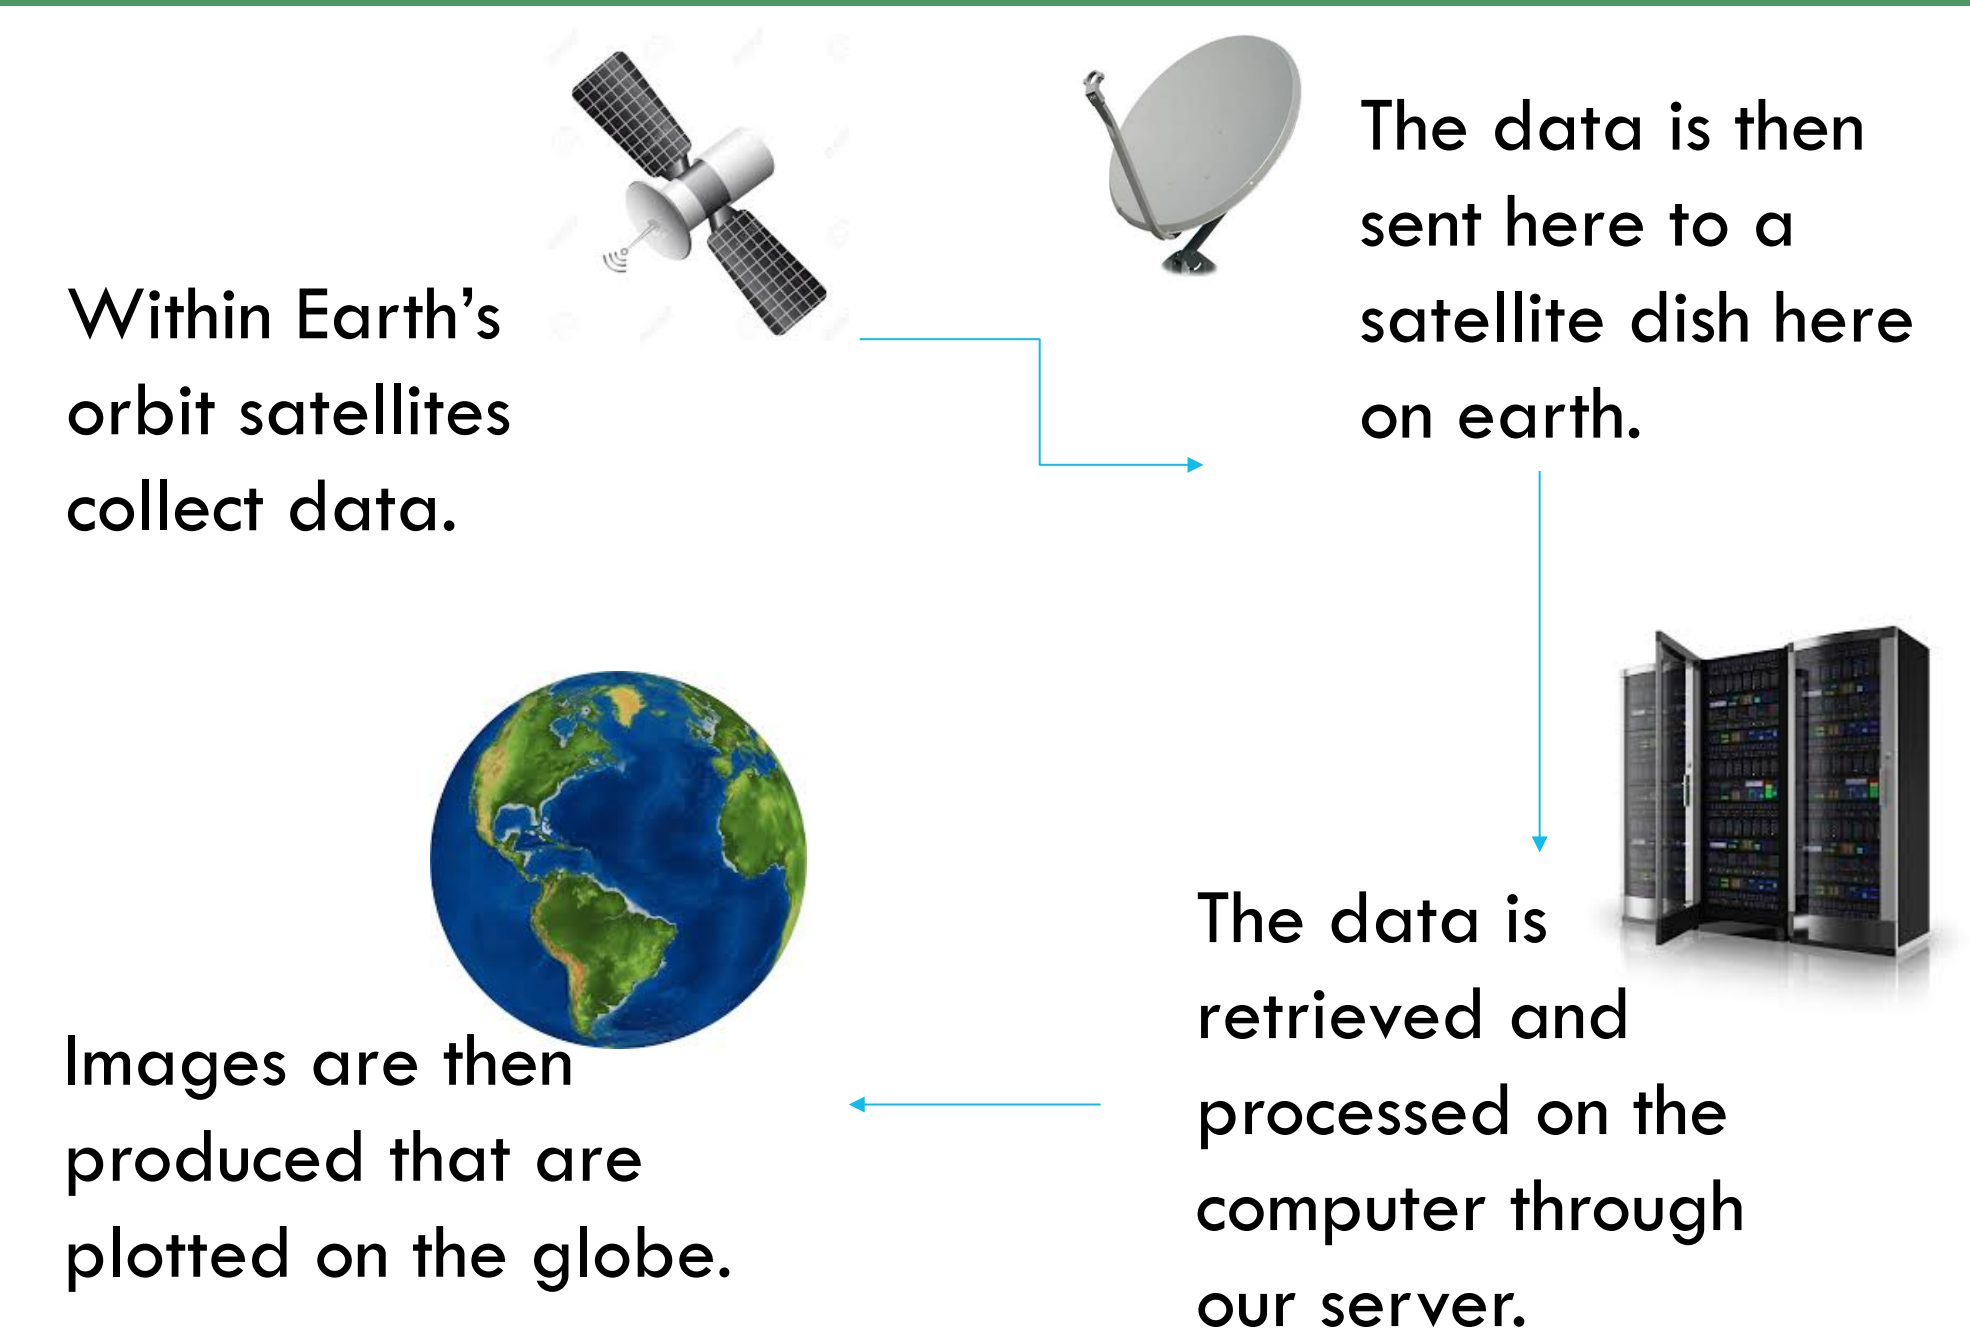 Within Earth’s
orbit satellites
collect data.
The data is then
sent here to a
satellite dish here
on earth.
The data is
retrieved and
processed on the
computer through
our server.
Images are then
produced that are
plotted on the globe.